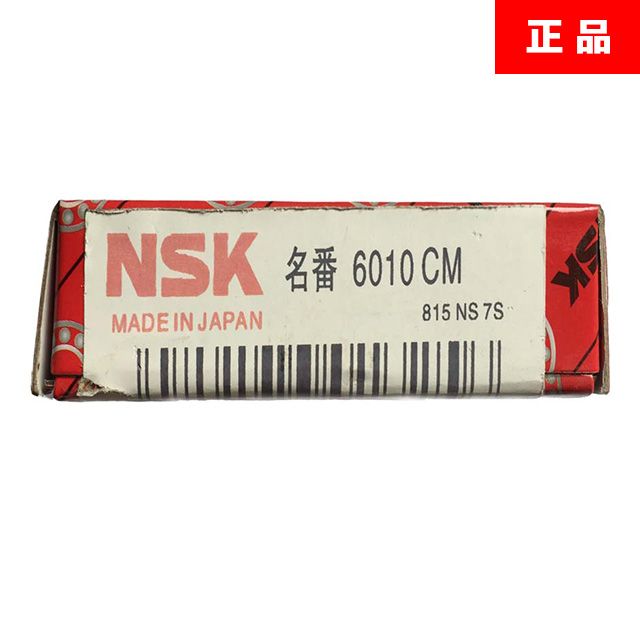 正品
NSK 名番 6010 CM
MADE IN JAPAN 815 NS 7S
NSK